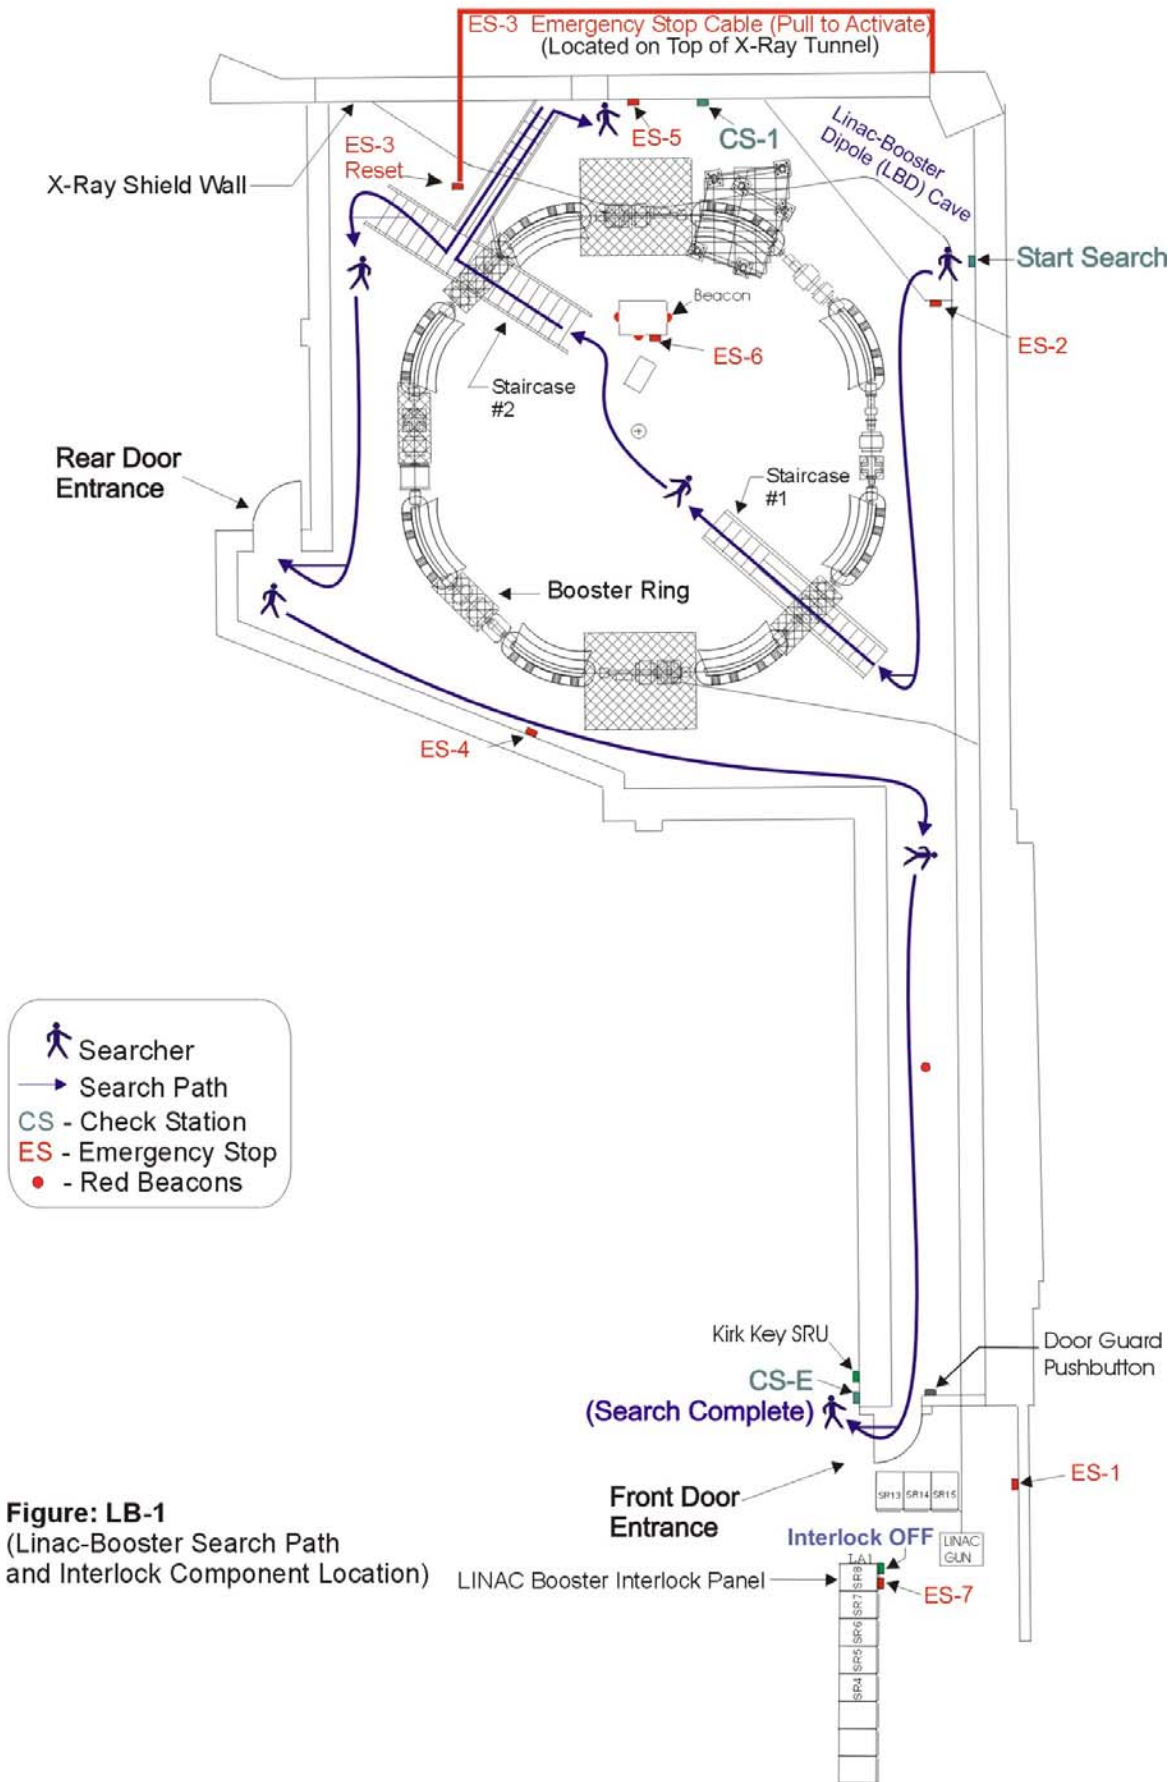 ES-3 Emergency Stop Cable (Pull to Activate)
(Located on Top of X-Ray Tunnel)
ES-5
CS-1
Linac-Booster
Dipole (LBD) Cave
ES-3
Reset
X-Ray Shield Wall
Start Search
Beacon
ES-6
ES-2
Staircase
#2
Rear Door
Entrance
Staircase
#1
Booster Ring
ES-4
Searcher
Search Path
CS - Check Station
ES - Emergency Stop
- Red Beacons
Kirk Key SRU
Door Guard
Pushbutton
CS-E
(Search Complete)
ES-1
Front Door
Entrance
SR13 SR14 SR15
Interlock OFF
LINAC
GUN
Figure: LB-1
(Linac-Booster Search Path
and Interlock Component Location)
LA1
LINAC Booster Interlock Panel
SR8
ES-7
SR7
SR6
SR5
SR4